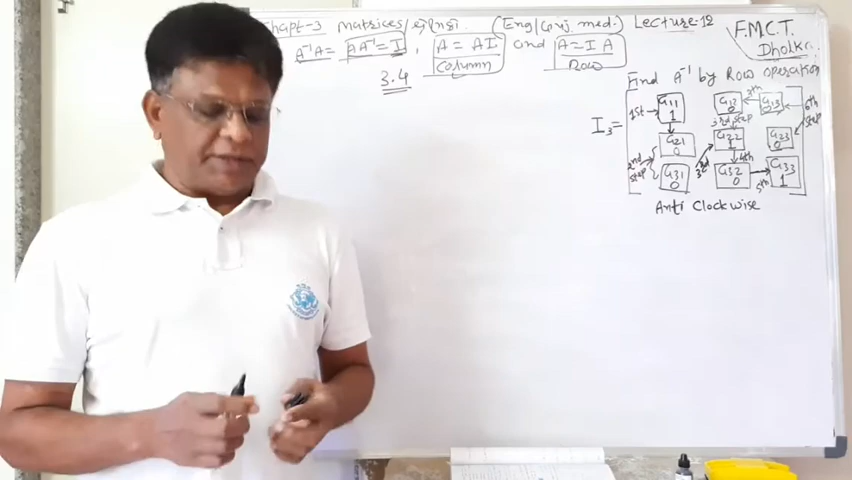 Chapt-3 Matrices શ્રેણિક (Eng/Guj. med.) Lecture-12
F.M.C.T.
Dholka.
A⁻¹A = AA⁻¹ = I , A = AI and A = IA
Column Row
3.4
Find A⁻¹ by Row operation
I₃ =
1st → a11 1 a12 0 7th a13 0 6th step
3rd step
2nd step a21 0 3rd a22 1 a23 0
4th
a31 0 a32 0 5th a33 1
Anti Clockwise